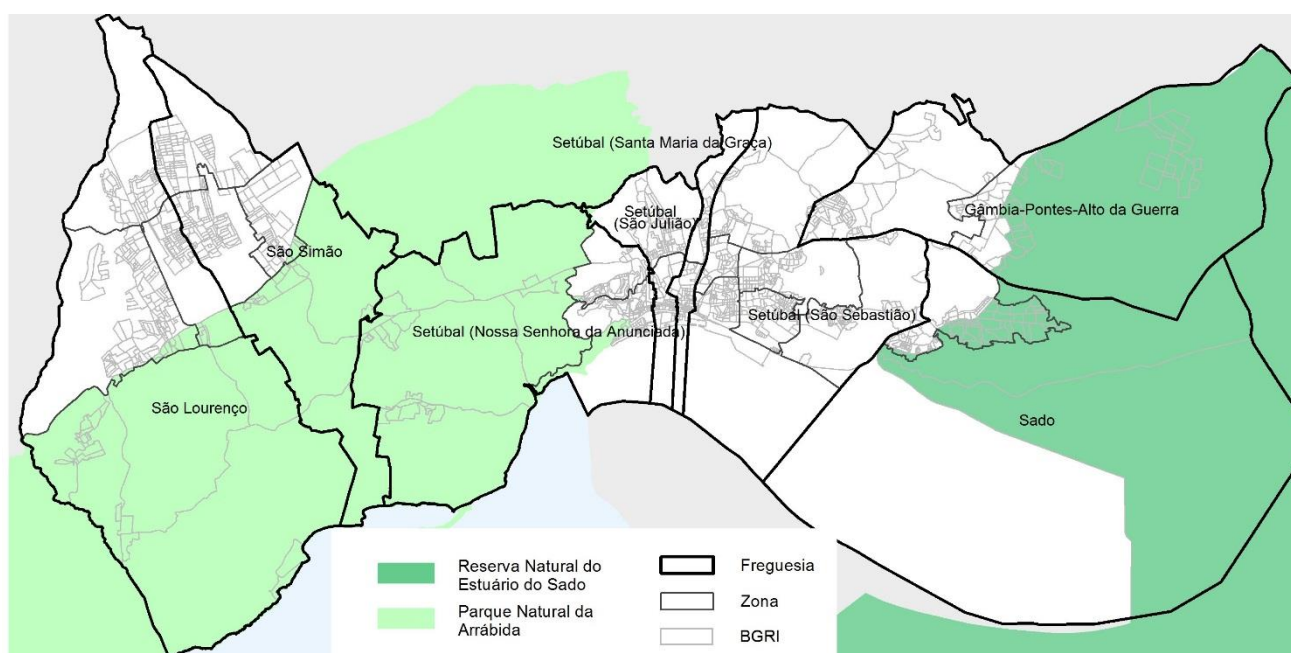 Setúbal (Santa Maria da Graça)
Setúbal
(São Julião)
Gâmbia-Pontes-Alto da Guerra
São Simão
Setúbal (São Sebastião)
Setúbal (Nossa Senhora da Anunciada)
São Lourenço
Sado
Reserva Natural do
Estuário do Sado
Parque Natural da
Arrábida
Freguesia
Zona
BGRI